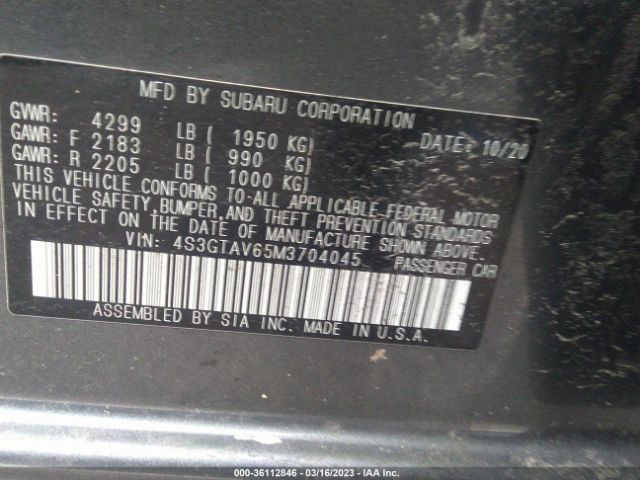 MFD BY SUBARU CORPORATION
GVWR: 4299 LB ( 1950 KG) DATE: 10/20
GAWR: F 2183 LB ( 990 KG)
GAWR: R 2205 LB ( 1000 KG)
THIS VEHICLE CONFORMS TO ALL APPLICABLE FEDERAL MOTOR
VEHICLE SAFETY, BUMPER, AND THEFT PREVENTION STANDARDS
IN EFFECT ON THE DATE OF MANUFACTURE SHOWN ABOVE.
VIN: 4S3GTAV65M3704045 PASSENGER CAR
ASSEMBLED BY SIA INC. MADE IN U.S.A.
000-36112846 - 03/16/2023 - IAA Inc.